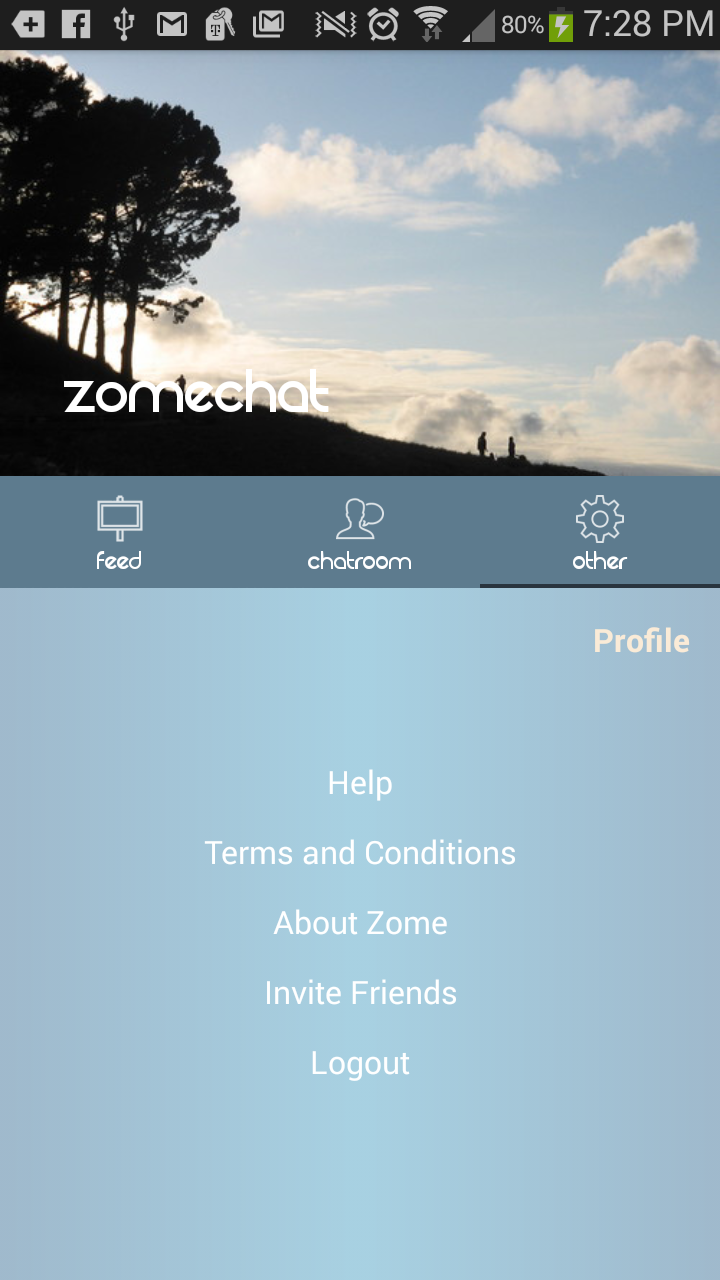 80% 7:28 PM
zomechat
feed chatroom other
Profile
Help
Terms and Conditions
About Zome
Invite Friends
Logout